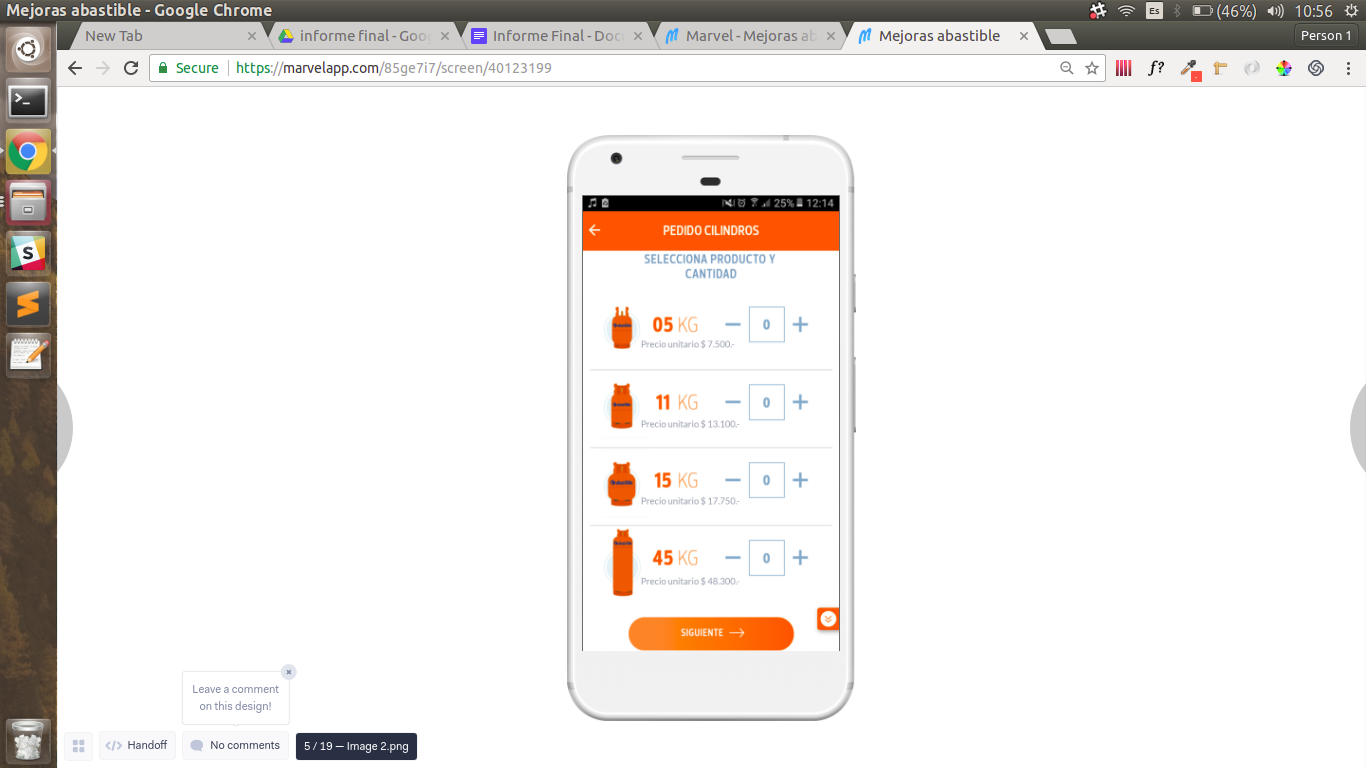 Mejoras abastible - Google Chrome
Es
(46%)
10:56
New Tab
informe final - Goo
Informe Final - Doc
Marvel - Mejoras ab
Mejoras abastible
Person 1
Secure
https://marvelapp.com/85ge7i7/screen/40123199
f?
25%
12:14
PEDIDO CILINDROS
SELECCIONA PRODUCTO Y
CANTIDAD
05 KG
— 0 +
Precio unitario $ 7.500.-
11 KG
— 0 +
Precio unitario $ 13.100.-
15 KG
— 0 +
Precio unitario $ 17.750.-
45 KG
— 0 +
Precio unitario $ 48.300.-
SIGUIENTE
Leave a comment
on this design!
Handoff
No comments
5 / 19 — Image 2.png